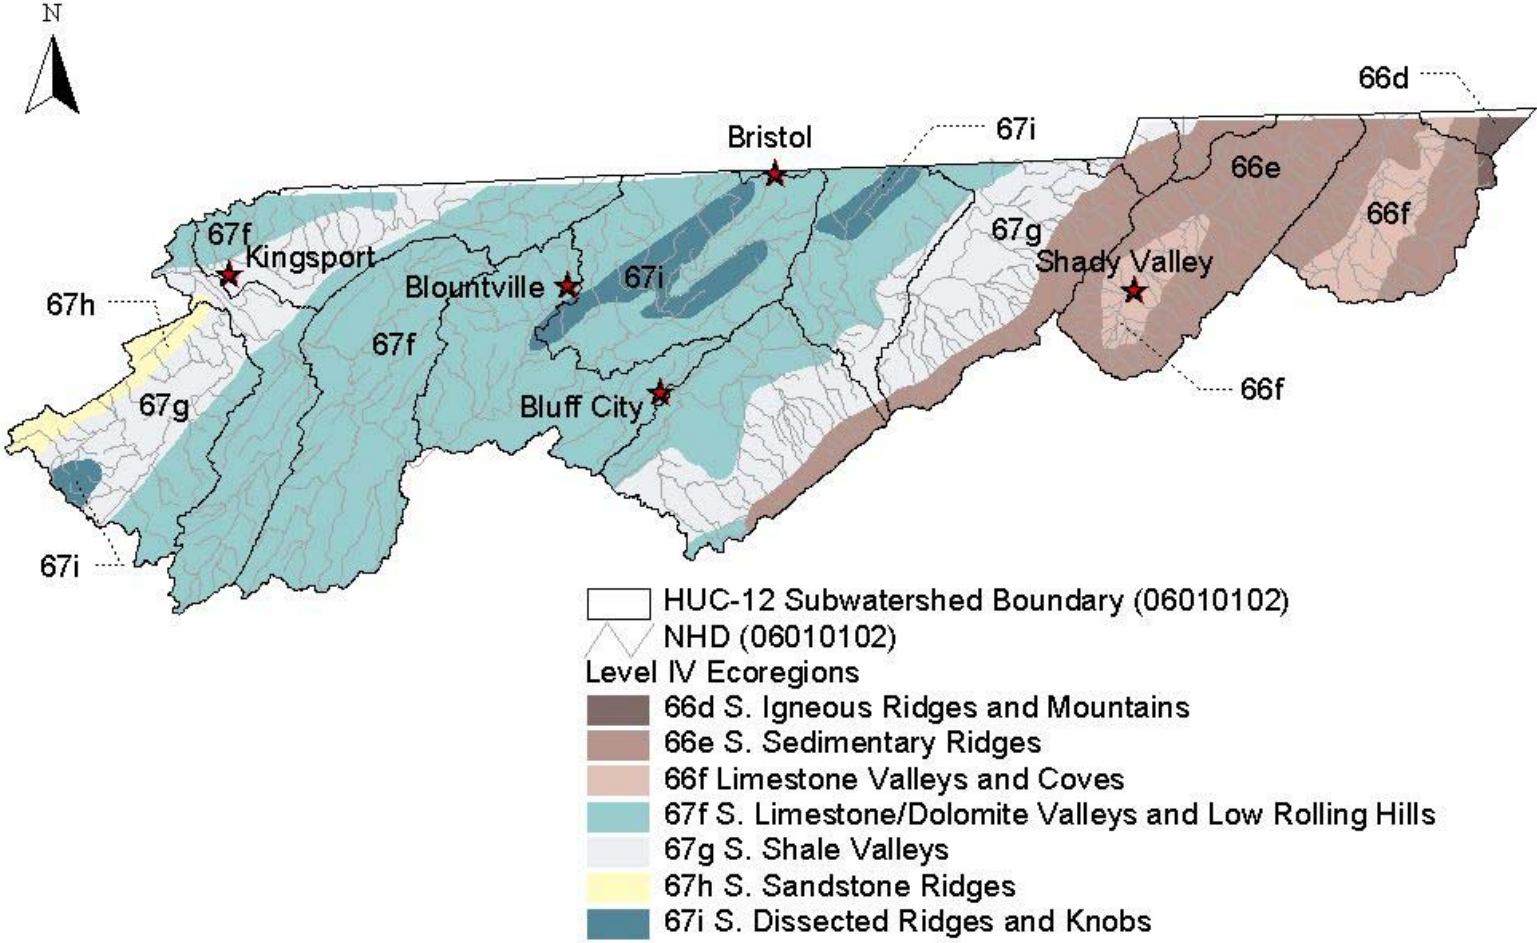 N
66d
Bristol
67i
66e
66f
67f
67g
Kingsport
Shady Valley
67i
Blountville
67h
67f
66f
67g
Bluff City
67i
HUC-12 Subwatershed Boundary (06010102)
NHD (06010102)
Level IV Ecoregions
66d S. Igneous Ridges and Mountains
66e S. Sedimentary Ridges
66f Limestone Valleys and Coves
67f S. Limestone/Dolomite Valleys and Low Rolling Hills
67g S. Shale Valleys
67h S. Sandstone Ridges
67i S. Dissected Ridges and Knobs